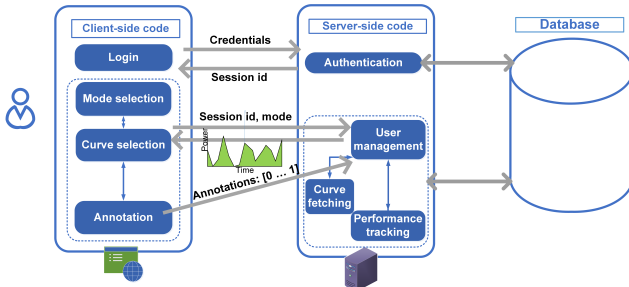 Client-side code
Server-side code
Database
Login
Credentials
Session id
Authentication
Mode selection
Curve selection
Annotation
Session id, mode
Power
Time
Annotations: [0 ... 1]
User
management
Curve
fetching
Performance
tracking